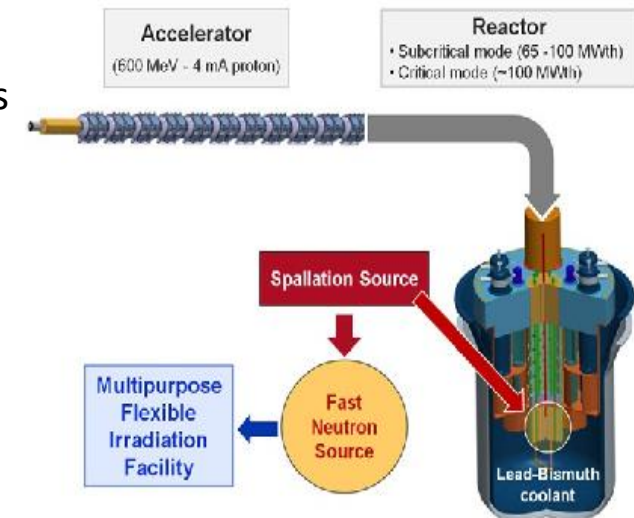 Accelerator
(600 MeV - 4 mA proton)
Reactor
• Subcritical mode (65 -100 MWth)
• Critical mode (~100 MWth)
s
Spallation Source
Multipurpose
Flexible
Irradiation
Facility
Fast
Neutron
Source
Lead-Bismuth
coolant